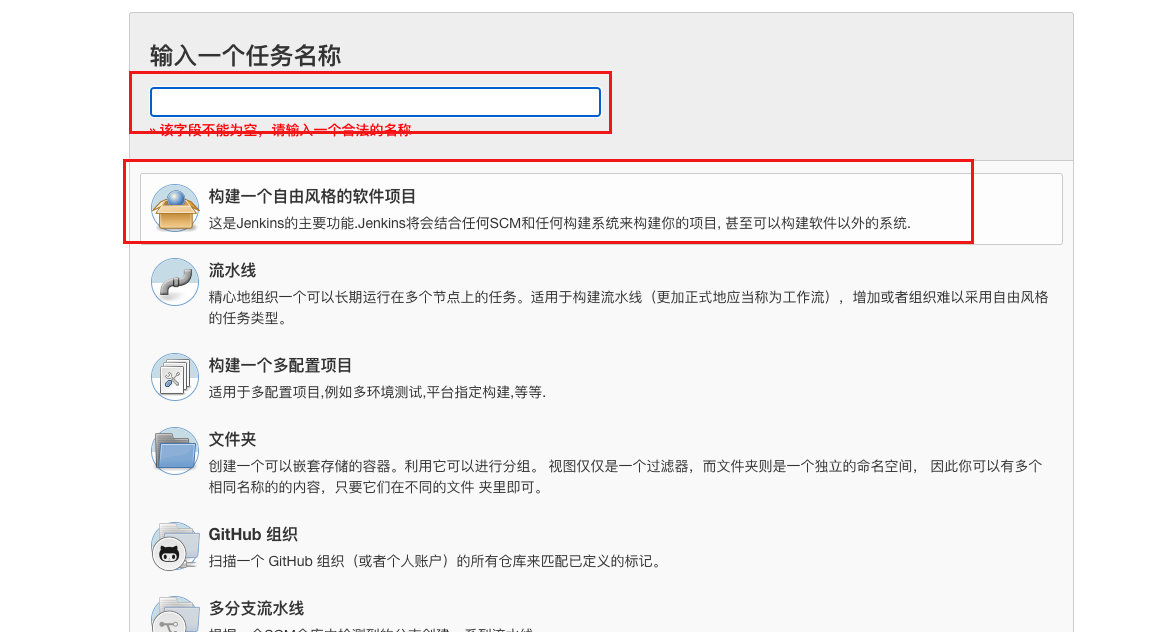 输入一个任务名称
» 该字段不能为空，请输入一个合法的名称
构建一个自由风格的软件项目
这是Jenkins的主要功能.Jenkins将会结合任何SCM和任何构建系统来构建你的项目, 甚至可以构建软件以外的系统.
流水线
精心地组织一个可以长期运行在多个节点上的任务。适用于构建流水线（更加正式地应当称为工作流），增加或者组织难以采用自由风格
的任务类型。
构建一个多配置项目
适用于多配置项目,例如多环境测试,平台指定构建,等等.
文件夹
创建一个可以嵌套存储的容器。利用它可以进行分组。 视图仅仅是一个过滤器，而文件夹则是一个独立的命名空间， 因此你可以有多个
相同名称的的内容，只要它们在不同的文件 夹里即可。
GitHub 组织
扫描一个 GitHub 组织（或者个人账户）的所有仓库来匹配已定义的标记。
多分支流水线